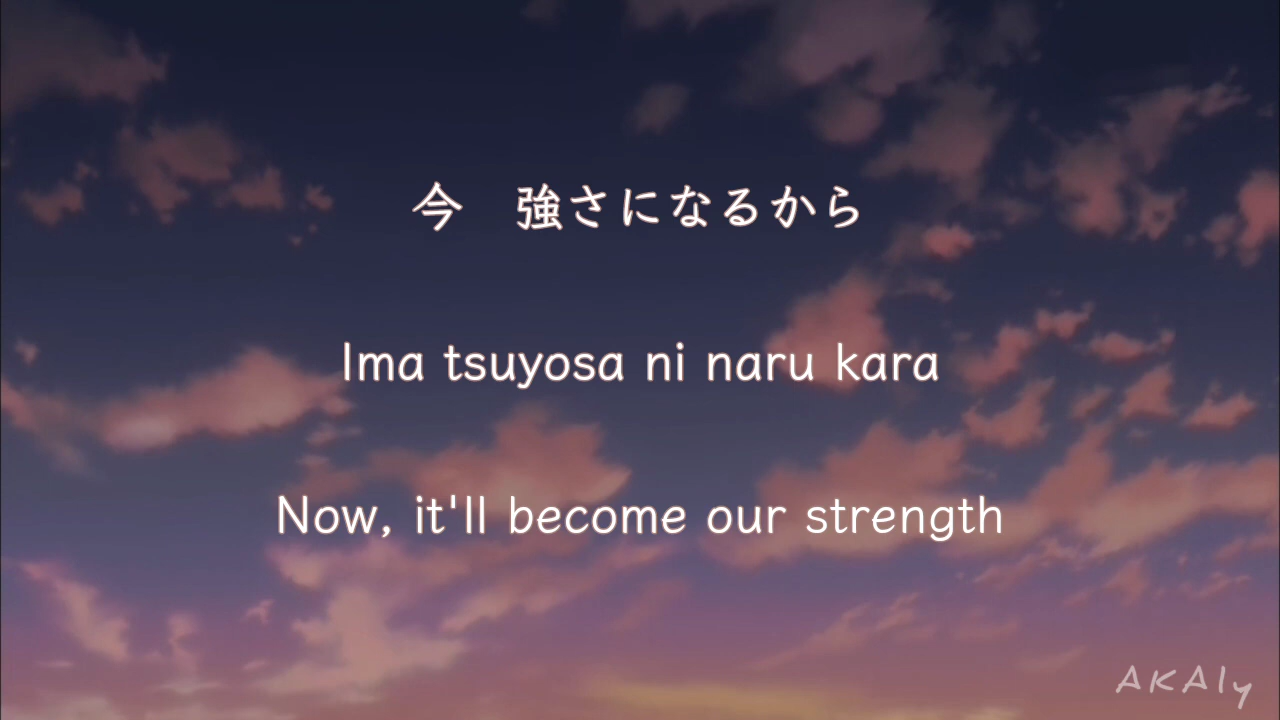 今　強さになるから
Ima tsuyosa ni naru kara
Now, it'll become our strength
AKAly